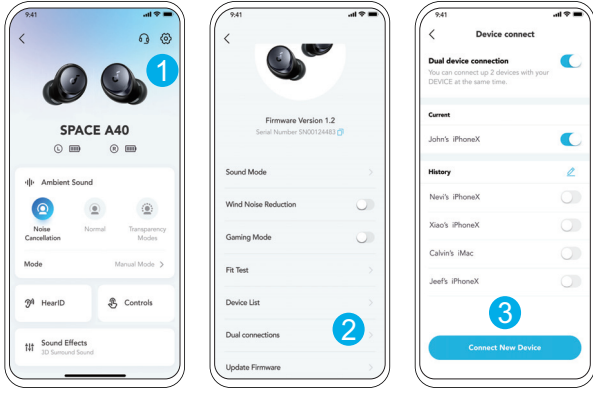 9:41
1
SPACE A40
L
R
Ambient Sound
Noise
Cancellation
Normal
Transparency
Modes
Mode
Manual Mode >
HearID
Controls
Sound Effects
3D Surround Sound
9:41
Firmware Version 1.2
Serial Number SN00124483
Sound Mode
Wind Noise Reduction
Gaming Mode
Fit Test
Device List
Dual connections
2
Update Firmware
9:41
Device connect
Dual device connection
You can connect up 2 devices with your
DEVICE at the same time.
Current
John's iPhoneX
History
Nevi's iPhoneX
Xiao's iPhoneX
Calvin's iMac
Jeef's iPhoneX
3
Connect New Device